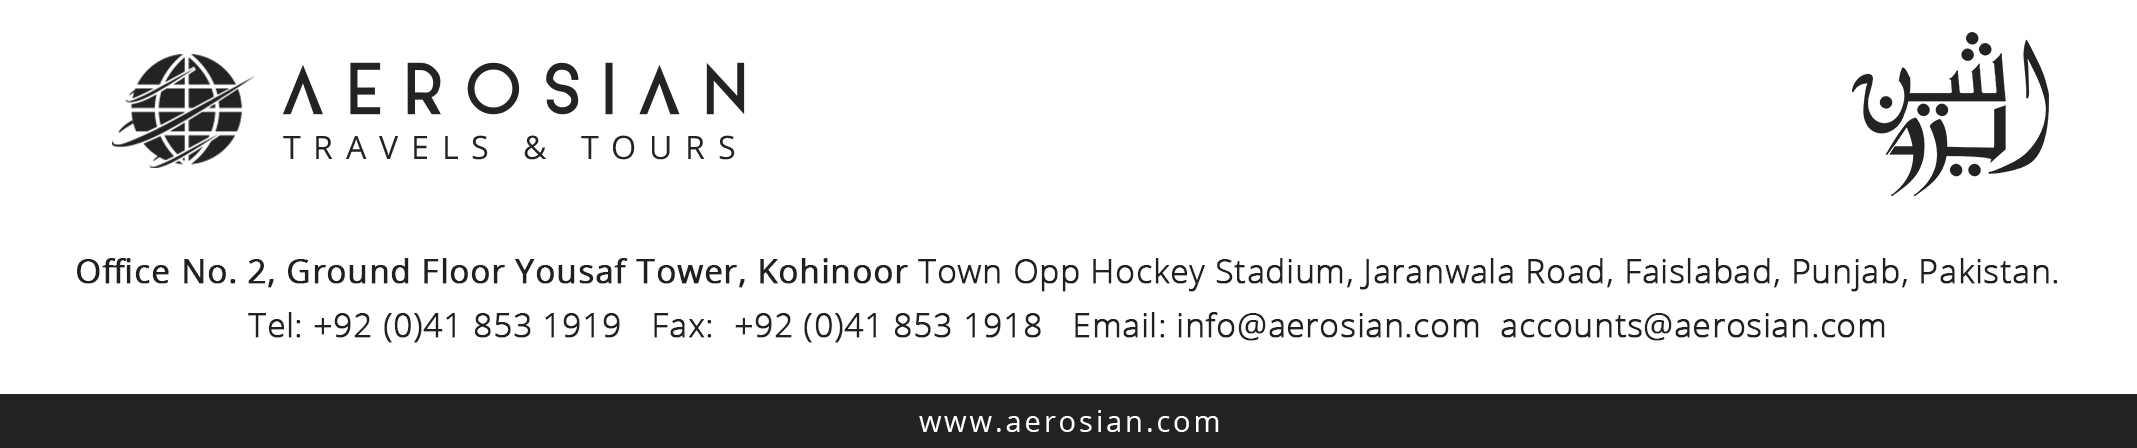 AEROSIAN
TRAVELS & TOURS
ایروشین
Office No. 2, Ground Floor Yousaf Tower, Kohinoor Town Opp Hockey Stadium, Jaranwala Road, Faislabad, Punjab, Pakistan.
Tel: +92 (0)41 853 1919 Fax: +92 (0)41 853 1918 Email: info@aerosian.com accounts@aerosian.com
www.aerosian.com